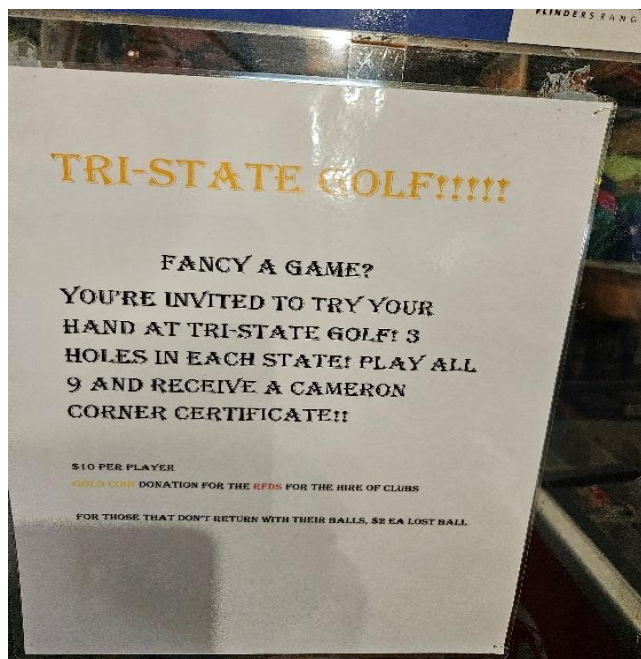 FLINDERS RANG
TRI-STATE GOLF!!!!!
FANCY A GAME?
YOU'RE INVITED TO TRY YOUR
HAND AT TRI-STATE GOLF! 3
HOLES IN EACH STATE! PLAY ALL
9 AND RECEIVE A CAMERON
CORNER CERTIFICATE!!
$10 PER PLAYER
GOLD COIN DONATION FOR THE RFDS FOR THE HIRE OF CLUBS
FOR THOSE THAT DON'T RETURN WITH THEIR BALLS, $2 EA LOST BALL